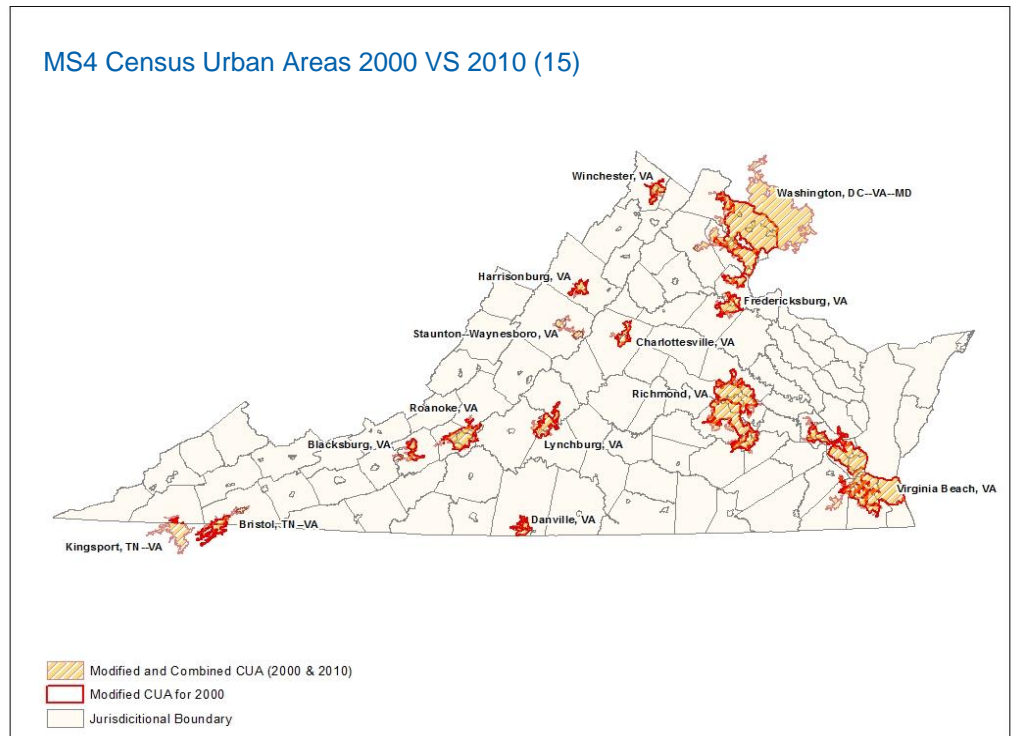 MS4 Census Urban Areas 2000 VS 2010 (15)
Winchester, VA
Washington, DC--VA--MD
Harrisonburg, VA
Fredericksburg, VA
Staunton--Waynesboro, VA
Charlottesville, VA
Richmond, VA
Roanoke, VA
Blacksburg, VA
Lynchburg, VA
Virginia Beach, VA
Danville, VA
Bristol, TN--VA
Kingsport, TN--VA
Modified and Combined CUA (2000 & 2010)
Modified CUA for 2000
Jurisdicitional Boundary